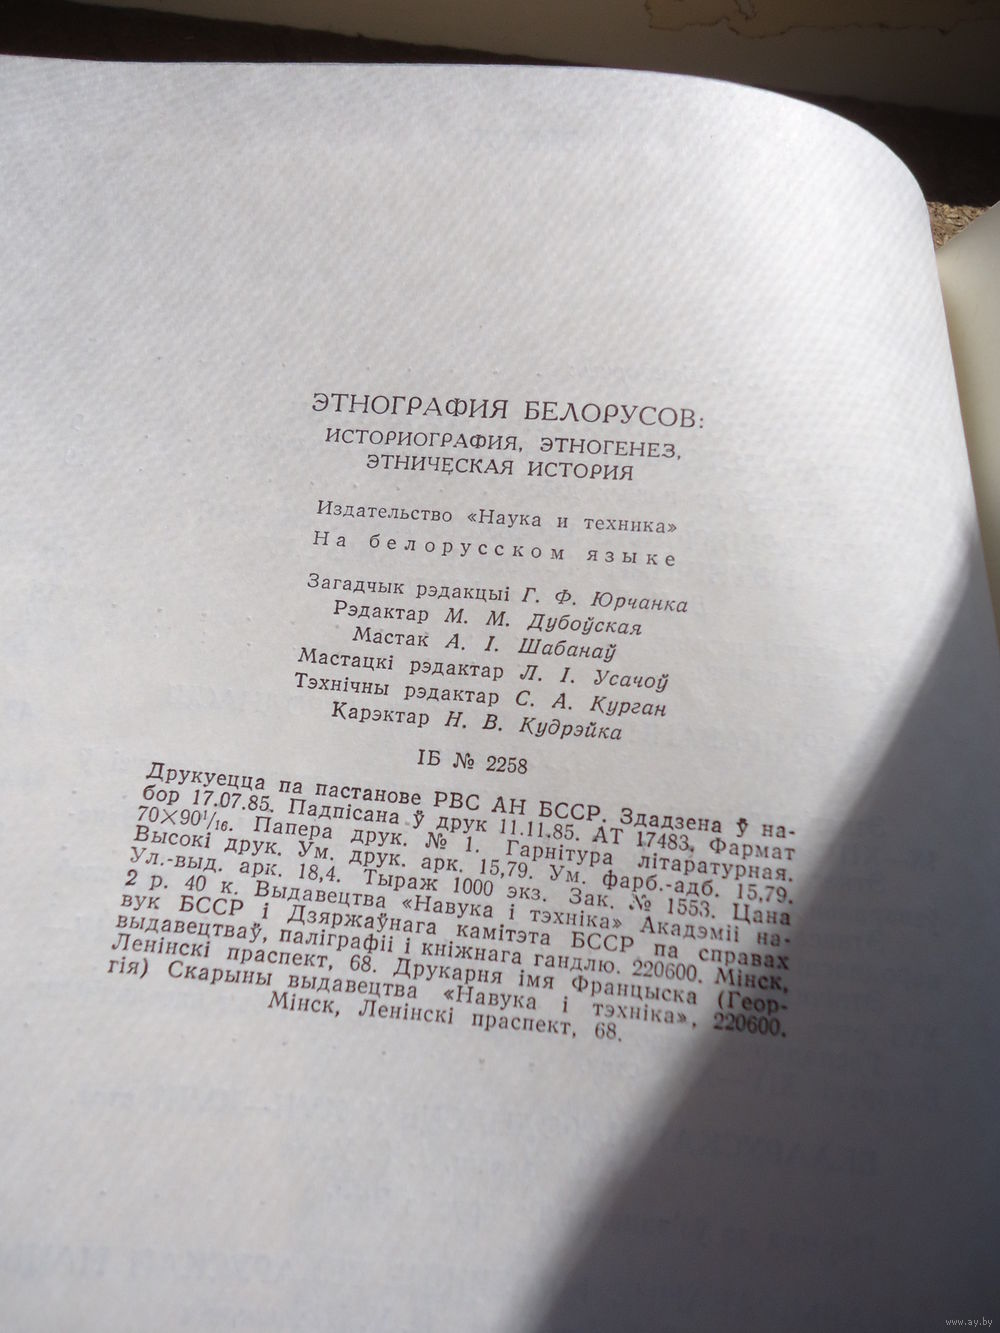 ЭТНОГРАФИЯ БЕЛОРУСОВ:
ИСТОРИОГРАФИЯ, ЭТНОГЕНЕЗ,
ЭТНИЧЕСКАЯ ИСТОРИЯ
Издательство «Наука и техника»
На белорусском языке
Загадчык рэдакцыі Г. Ф. Юрчанка
Рэдактар М. М. Дубоўская
Мастак А. І. Шабанаў
Мастацкі рэдактар Л. І. Усачоў
Тэхнічны рэдактар С. А. Курган
Карэктар Н. В. Кудрэйка
ІБ № 2258
Друкуецца па пастанове РВС АН БССР. Здадзена ў на-
бор 17.07.85. Падпісана ў друк 11.11.85. АТ 17483. Фармат
70×90¹/₁₆. Папера друк. № 1. Гарнітура літаратурная.
Высокі друк. Ум. друк. арк. 15,79. Ум. фарб.-адб. 15,79.
Ул.-выд. арк. 18,4. Тыраж 1000 экз. Зак. № 1553. Цана
2 р. 40 к. Выдавецтва «Навука і тэхніка» Акадэміі на-
вук БССР і Дзяржаўнага камітэта БССР па справах
выдавецтваў, паліграфіі і кніжнага гандлю. 220600. Мінск,
Ленінскі праспект, 68. Друкарня імя Францыска (Геор-
гія) Скарыны выдавецтва «Навука і тэхніка», 220600.
Мінск, Ленінскі праспект, 68.
www.ay.by